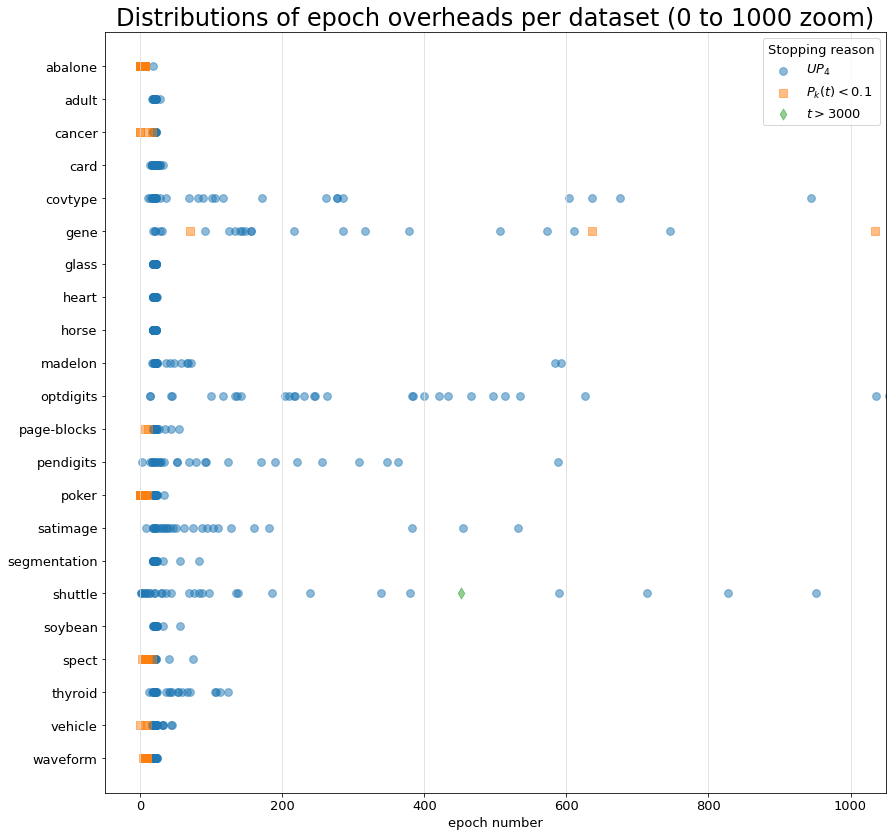 Distributions of epoch overheads per dataset (0 to 1000 zoom)
Stopping reason
UP₄
Pₖ(t) < 0.1
t > 3000
abalone
adult
cancer
card
covtype
gene
glass
heart
horse
madelon
optdigits
page-blocks
pendigits
poker
satimage
segmentation
shuttle
soybean
spect
thyroid
vehicle
waveform
0 200 400 600 800 1000
epoch number